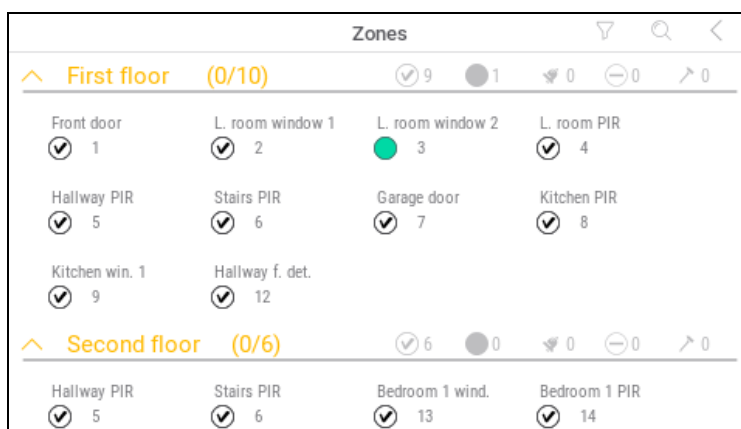 Zones
First floor (0/10) 9 1 0 0 0
Front door L. room window 1 L. room window 2 L. room PIR
1 2 3 4
Hallway PIR Stairs PIR Garage door Kitchen PIR
5 6 7 8
Kitchen win. 1 Hallway f. det.
9 12
Second floor (0/6) 6 0 0 0 0
Hallway PIR Stairs PIR Bedroom 1 wind. Bedroom 1 PIR
5 6 13 14